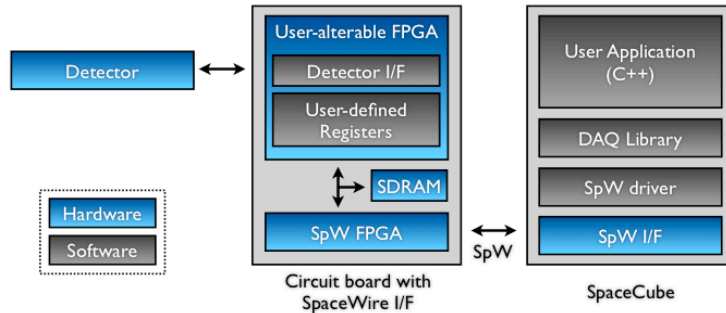 Detector
Hardware
Software
User-alterable FPGA
Detector I/F
User-defined
Registers
SDRAM
SpW FPGA
Circuit board with
SpaceWire I/F
SpW
User Application
(C++)
DAQ Library
SpW driver
SpW I/F
SpaceCube